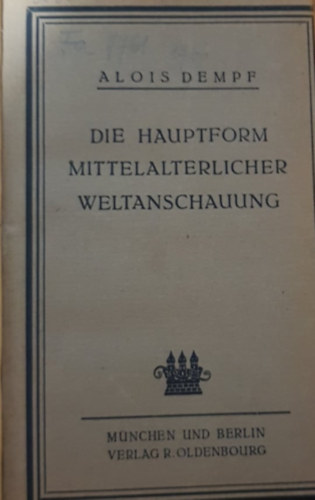 ALOIS DEMPF
DIE HAUPTFORM
MITTELALTERLICHER
WELTANSCHAUUNG
MÜNCHEN UND BERLIN
VERLAG R. OLDENBOURG